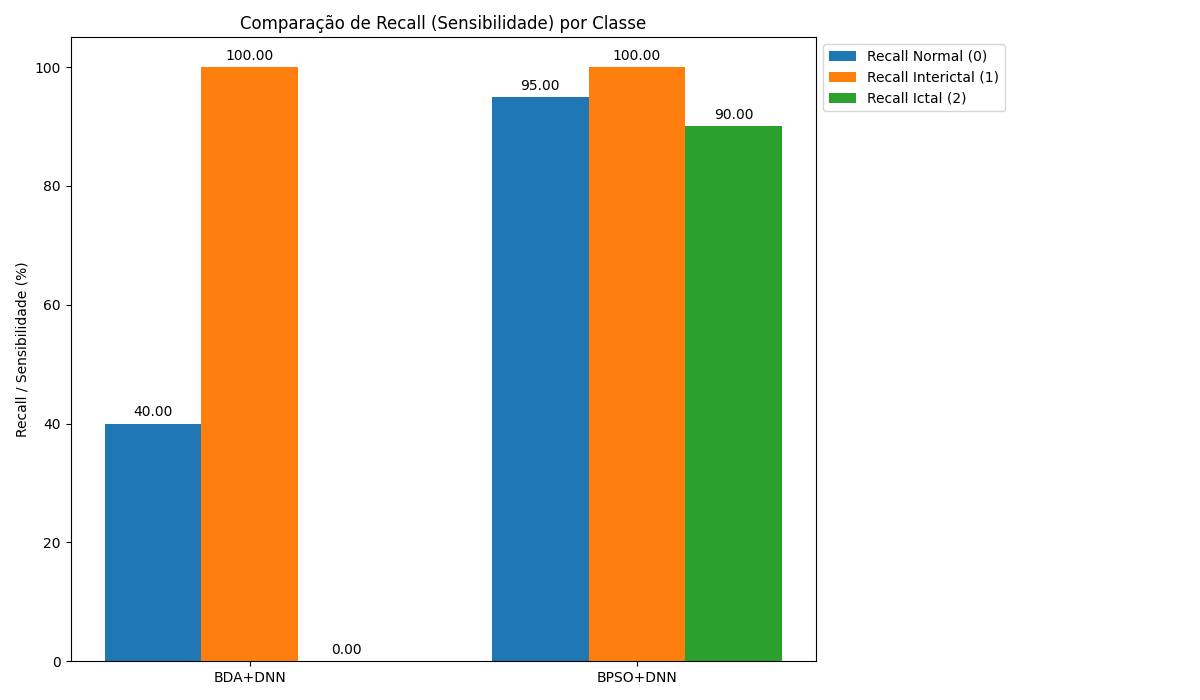 Comparação de Recall (Sensibilidade) por Classe
Recall / Sensibilidade (%)
100
80
60
40
20
0
40.00
100.00
0.00
95.00
100.00
90.00
BDA+DNN
BPSO+DNN
Recall Normal (0)
Recall Interictal (1)
Recall Ictal (2)